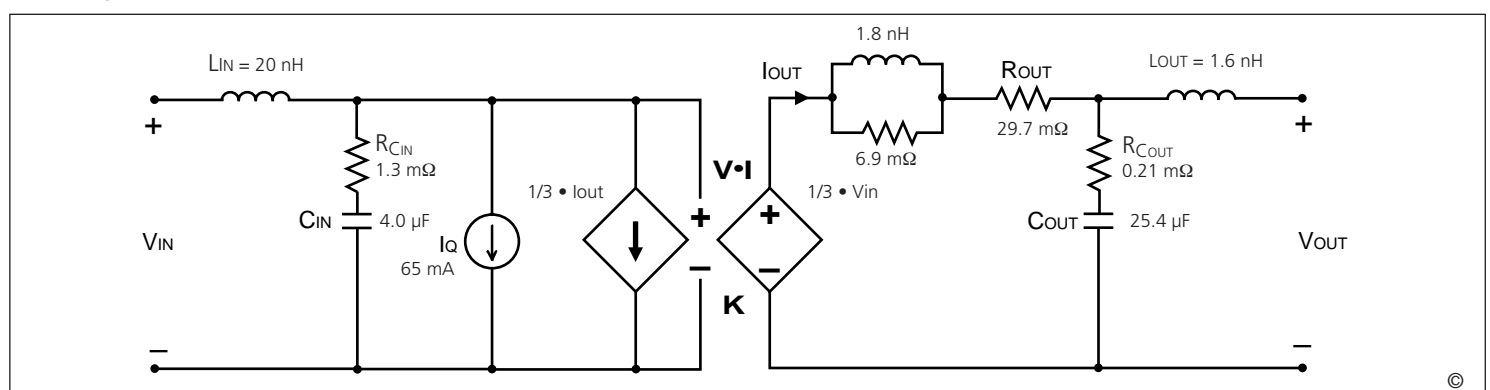 LIN = 20 nH
+
RCIN
1.3 mΩ
CIN
4.0 µF
VIN
IQ
65 mA
1/3 • Iout
V•I
+
–
K
1/3 • Vin
+
–
IOUT
1.8 nH
6.9 mΩ
ROUT
29.7 mΩ
LOUT = 1.6 nH
+
RCOUT
0.21 mΩ
COUT
25.4 µF
VOUT
–
–
©